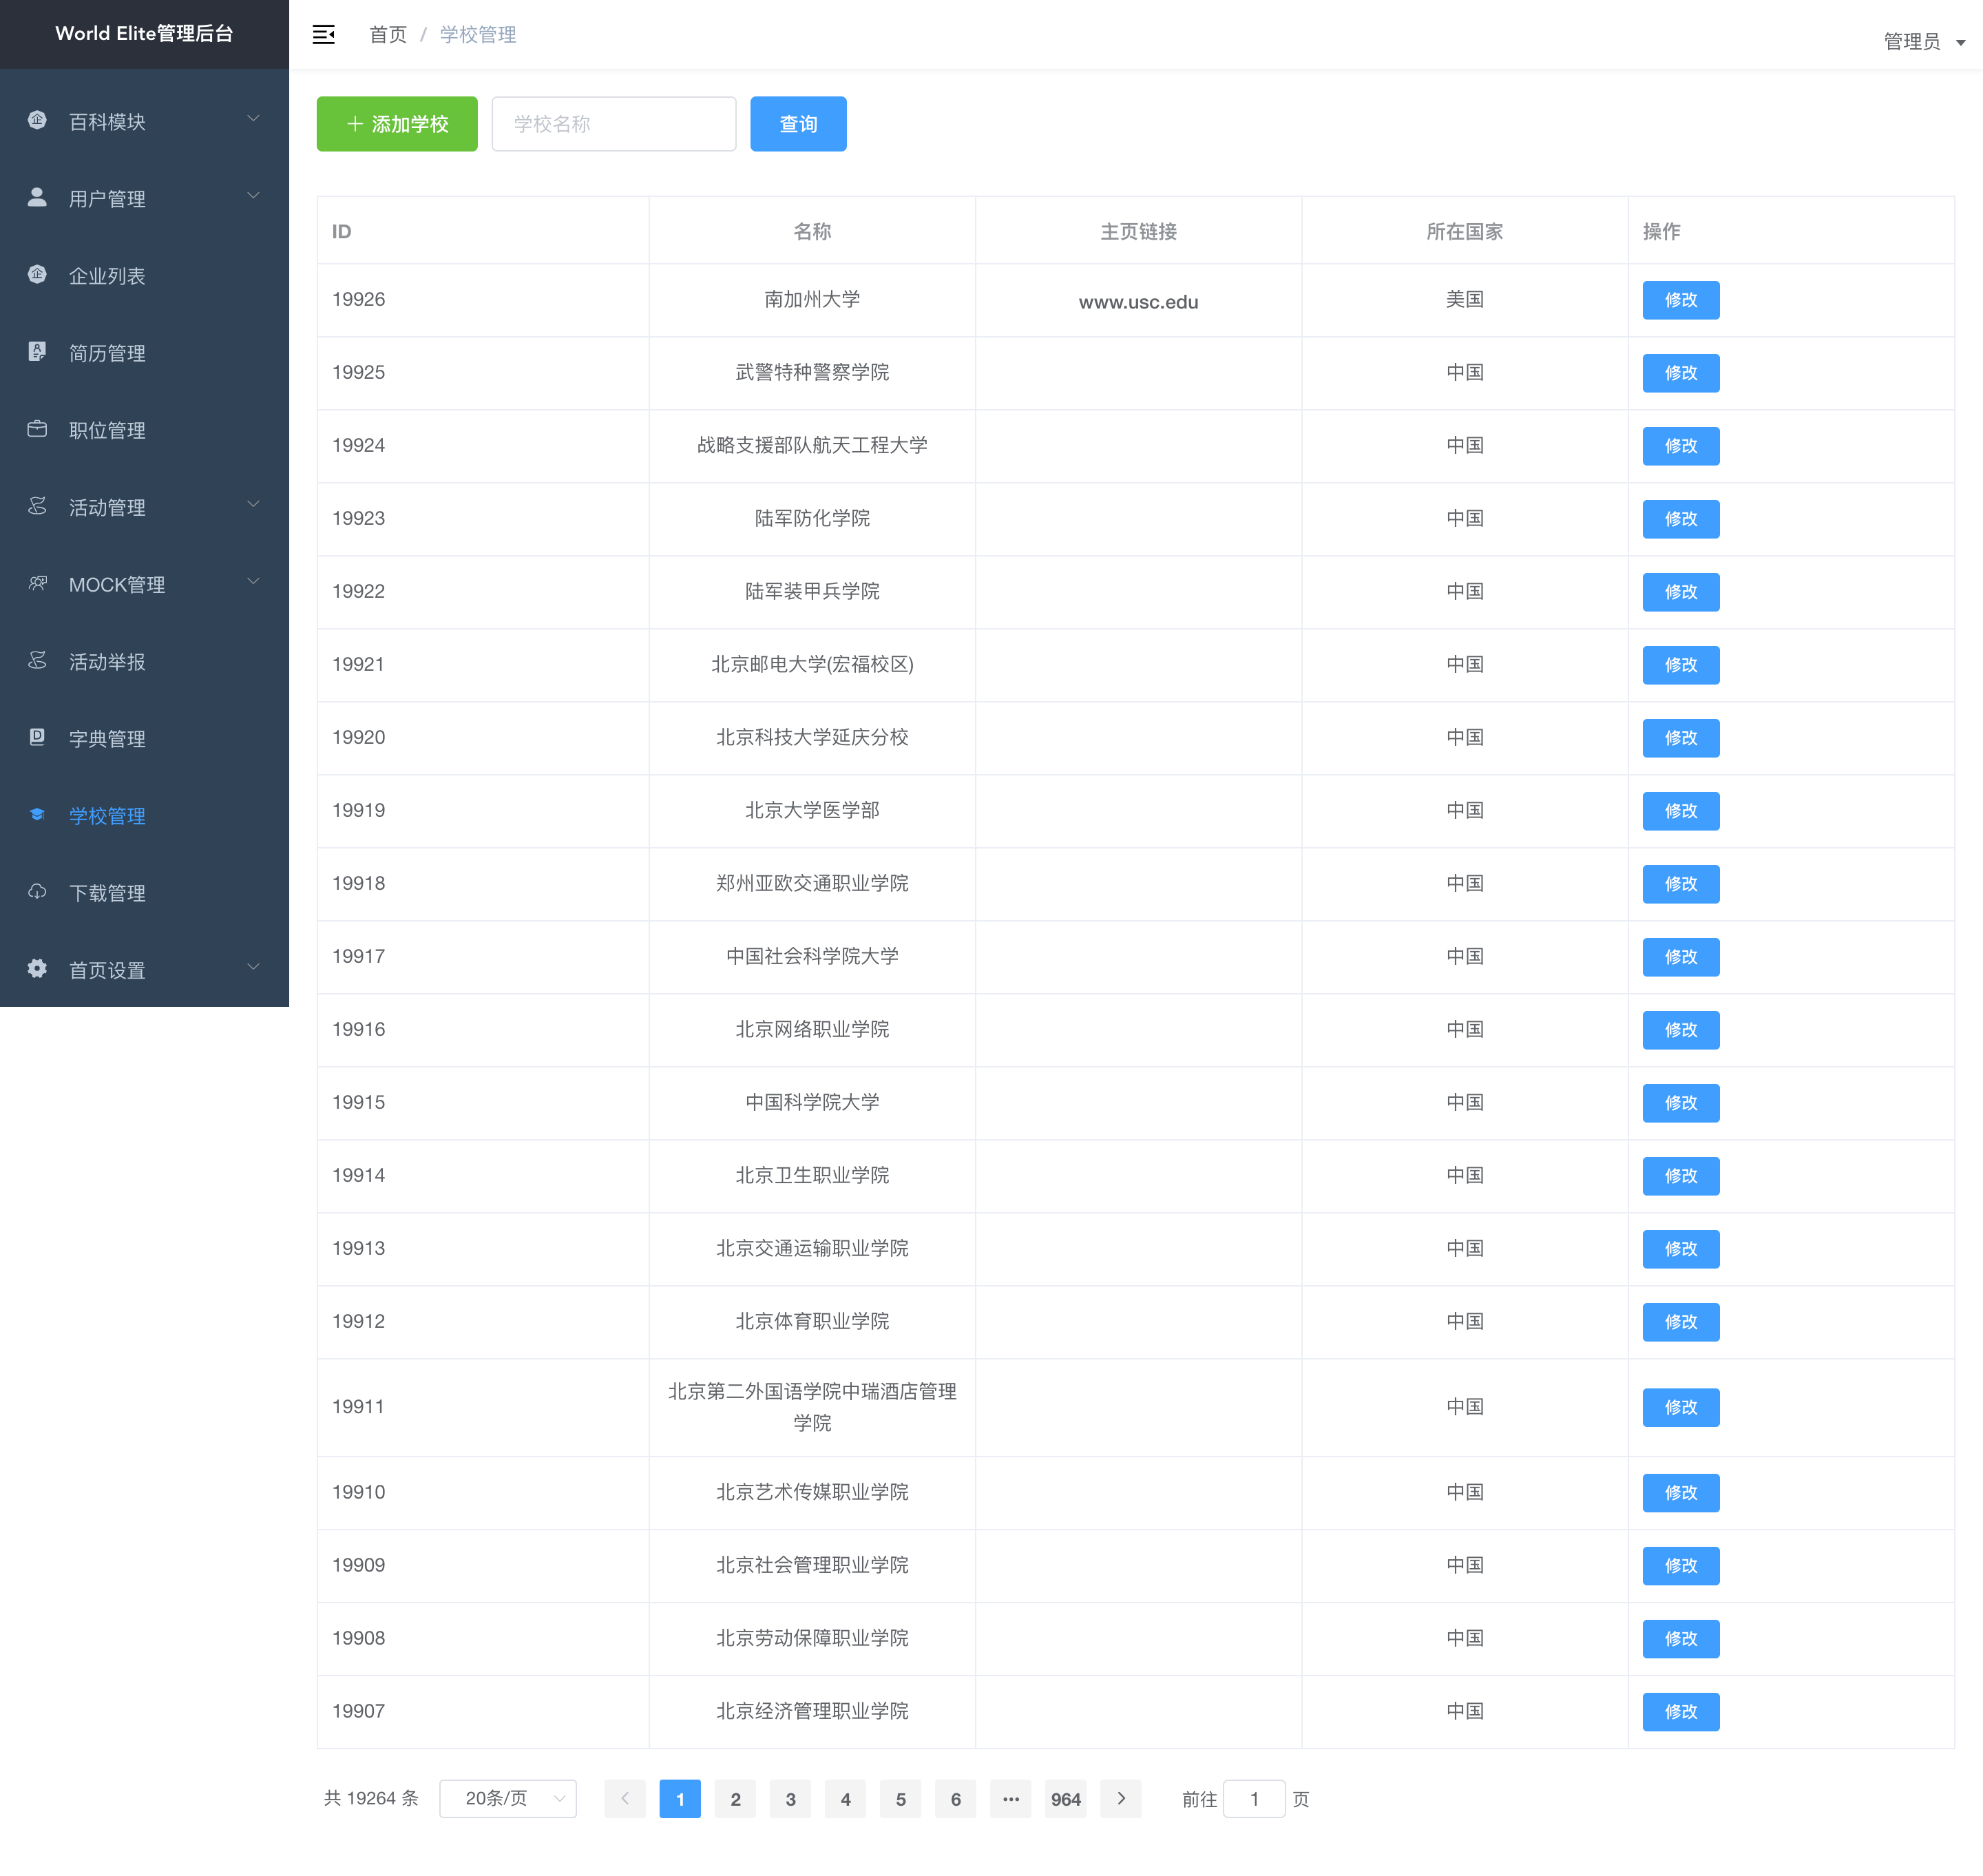 World Elite管理后台
首页 / 学校管理
管理员
百科模块
用户管理
企业列表
简历管理
职位管理
活动管理
MOCK管理
活动举报
字典管理
学校管理
下载管理
首页设置
添加学校 学校名称 查询
ID 名称 主页链接 所在国家 操作
19926 南加州大学 www.usc.edu 美国 修改
19925 武警特种警察学院 中国 修改
19924 战略支援部队航天工程大学 中国 修改
19923 陆军防化学院 中国 修改
19922 陆军装甲兵学院 中国 修改
19921 北京邮电大学(宏福校区) 中国 修改
19920 北京科技大学延庆分校 中国 修改
19919 北京大学医学部 中国 修改
19918 郑州亚欧交通职业学院 中国 修改
19917 中国社会科学院大学 中国 修改
19916 北京网络职业学院 中国 修改
19915 中国科学院大学 中国 修改
19914 北京卫生职业学院 中国 修改
19913 北京交通运输职业学院 中国 修改
19912 北京体育职业学院 中国 修改
19911 北京第二外国语学院中瑞酒店管理 中国 修改
学院
19910 北京艺术传媒职业学院 中国 修改
19909 北京社会管理职业学院 中国 修改
19908 北京劳动保障职业学院 中国 修改
19907 北京经济管理职业学院 中国 修改
共 19264 条 20条/页 1 2 3 4 5 6 ··· 964 前往 1 页